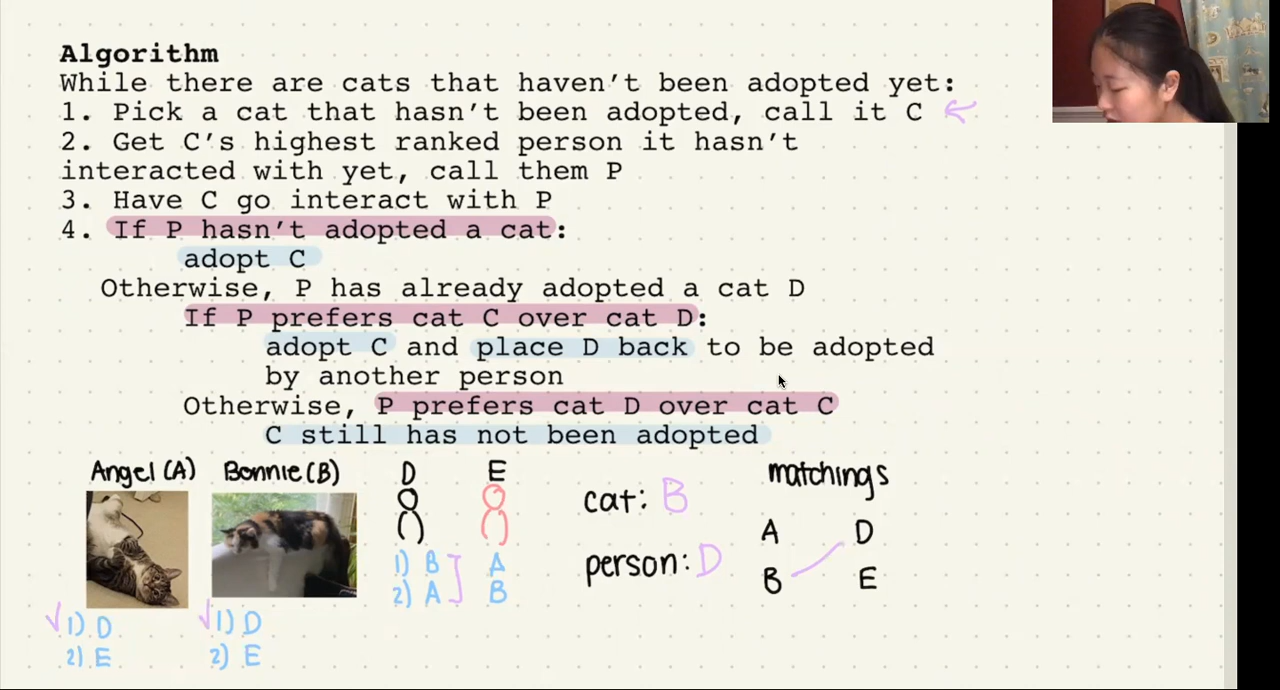 Algorithm
While there are cats that haven't been adopted yet:
1. Pick a cat that hasn't been adopted, call it C
2. Get C's highest ranked person it hasn't
interacted with yet, call them P
3. Have C go interact with P
4. If P hasn't adopted a cat:
adopt C
Otherwise, P has already adopted a cat D
If P prefers cat C over cat D:
adopt C and place D back to be adopted
by another person
Otherwise, P prefers cat D over cat C
C still has not been adopted
Angel (A) Bonnie (B) D E
matchings
cat: B
A D
person: D
B E
1) B A
2) A B
1) D 1) D
2) E 2) E